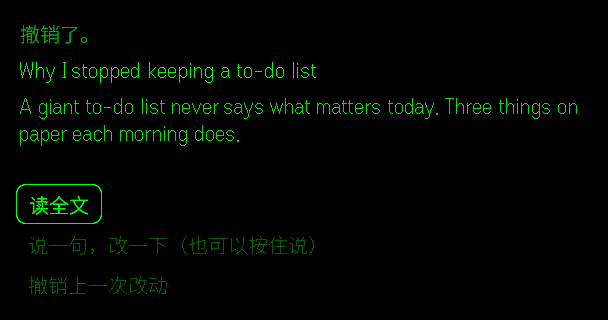 撤销了。
Why I stopped keeping a to-do list
A giant to-do list never says what matters today. Three things on
paper each morning does.
读全文
说一句，改一下（也可以按住说）
撤销上一次改动